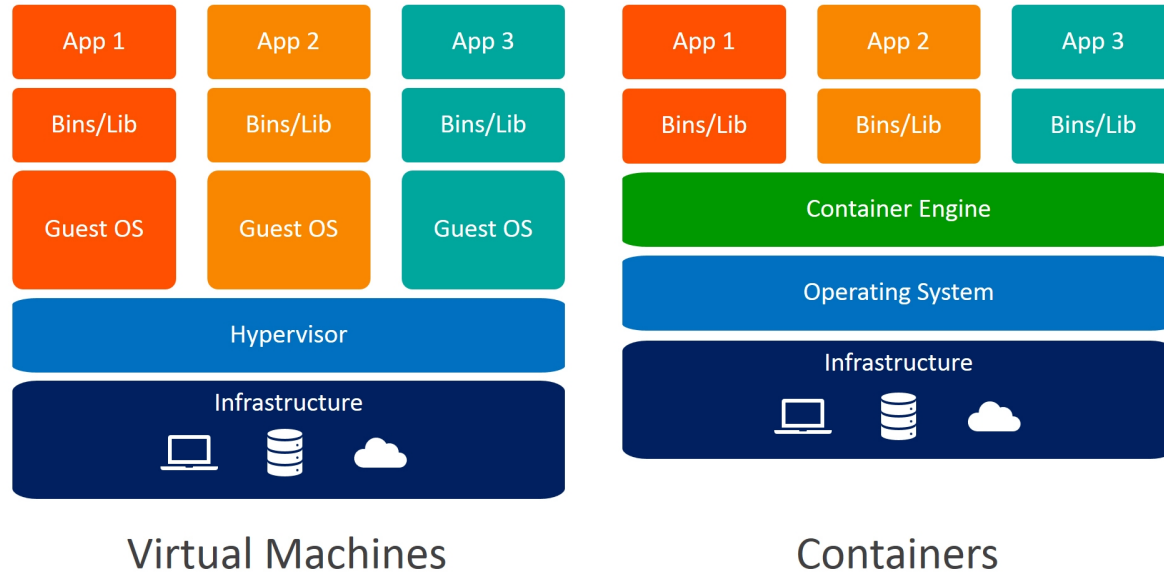 App 1
App 2
App 3
Bins/Lib
Bins/Lib
Bins/Lib
Guest OS
Guest OS
Guest OS
Hypervisor
Infrastructure
Virtual Machines
App 1
App 2
App 3
Bins/Lib
Bins/Lib
Bins/Lib
Container Engine
Operating System
Infrastructure
Containers